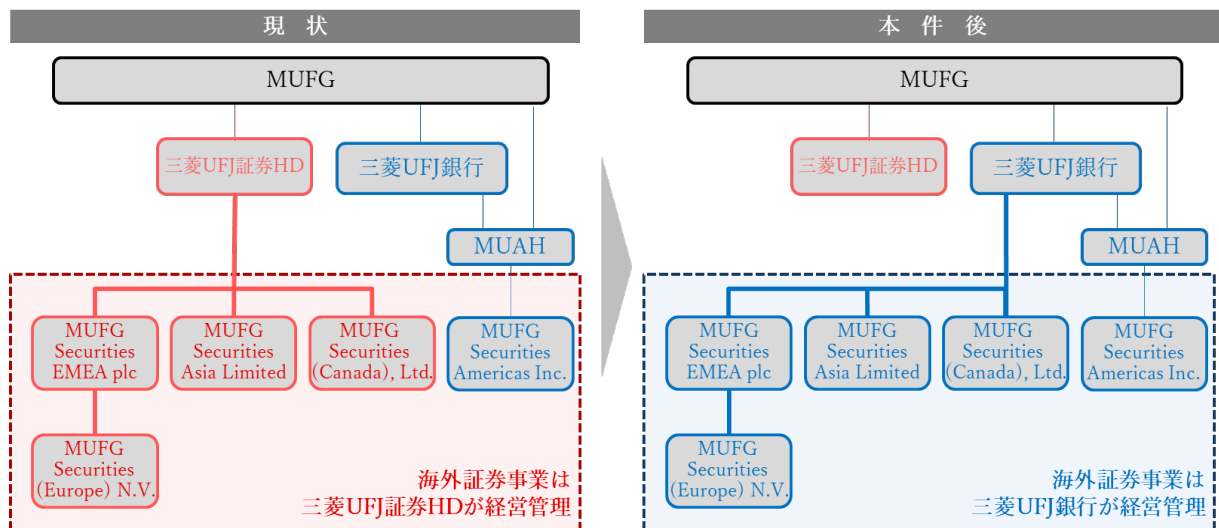 現 状
MUFG
三菱UFJ証券HD
三菱UFJ銀行
MUAH
MUFG
Securities
EMEA plc
MUFG
Securities
Asia Limited
MUFG
Securities
(Canada), Ltd.
MUFG
Securities
Americas Inc.
MUFG
Securities
(Europe) N.V.
海外証券事業は
三菱UFJ証券HDが経営管理
本 件 後
MUFG
三菱UFJ証券HD
三菱UFJ銀行
MUAH
MUFG
Securities
EMEA plc
MUFG
Securities
Asia Limited
MUFG
Securities
(Canada), Ltd.
MUFG
Securities
Americas Inc.
MUFG
Securities
(Europe) N.V.
海外証券事業は
三菱UFJ銀行が経営管理